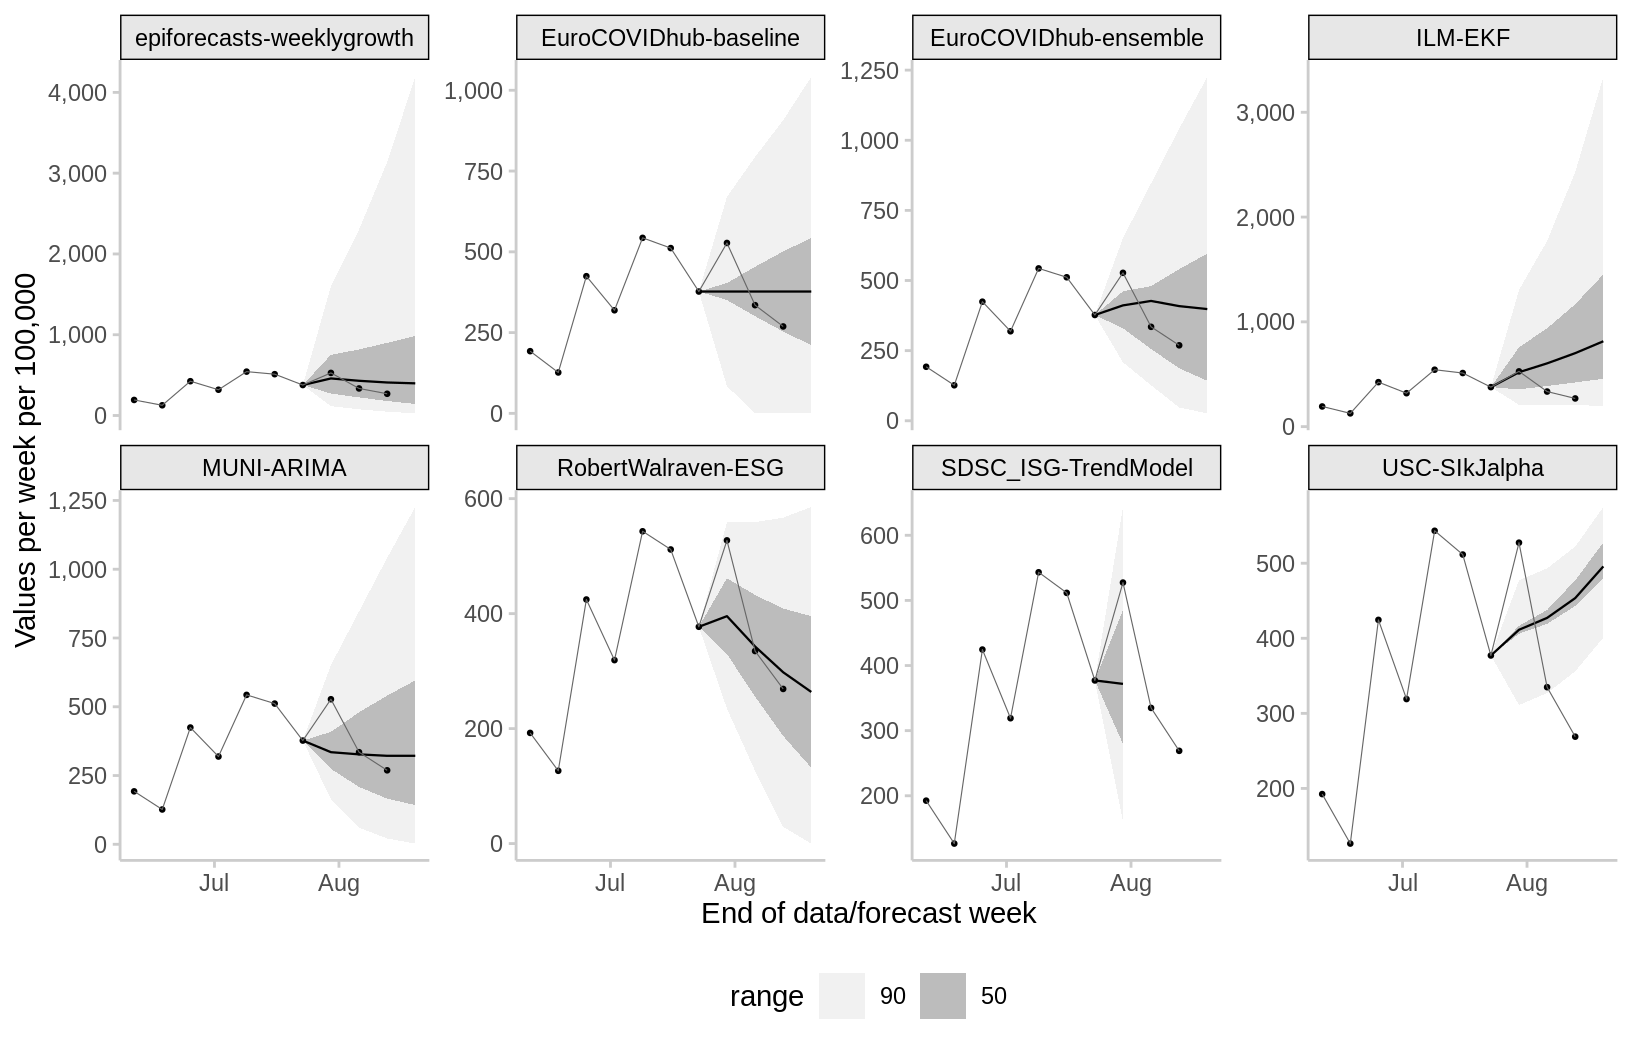 epiforecasts-weeklygrowth EuroCOVIDhub-baseline EuroCOVIDhub-ensemble ILM-EKF
4,000 3,000 2,000 1,000 0
1,000 750 500 250 0
1,250 1,000 750 500 250 0
3,000 2,000 1,000 0
Values per week per 100,000
MUNI-ARIMA RobertWalraven-ESG SDSC_ISG-TrendModel USC-SIkJalpha
1,250 1,000 750 500 250 0
600 400 200 0
600 500 400 300 200
500 400 300 200
Jul Aug Jul Aug Jul Aug Jul Aug
End of data/forecast week
range 90 50